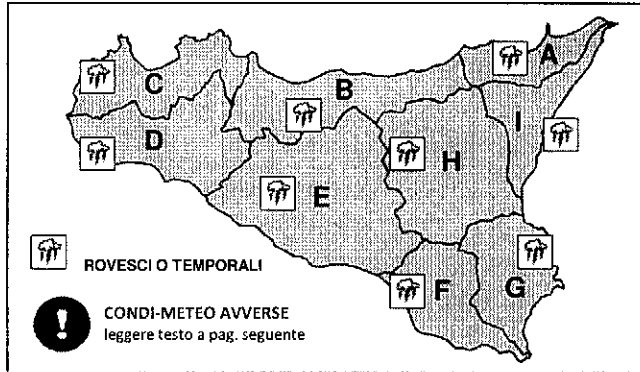 A
B
C
I
D
H
E
F
G
ROVESCI O TEMPORALI
!
CONDI-METEO AVVERSE
leggere testo a pag. seguente